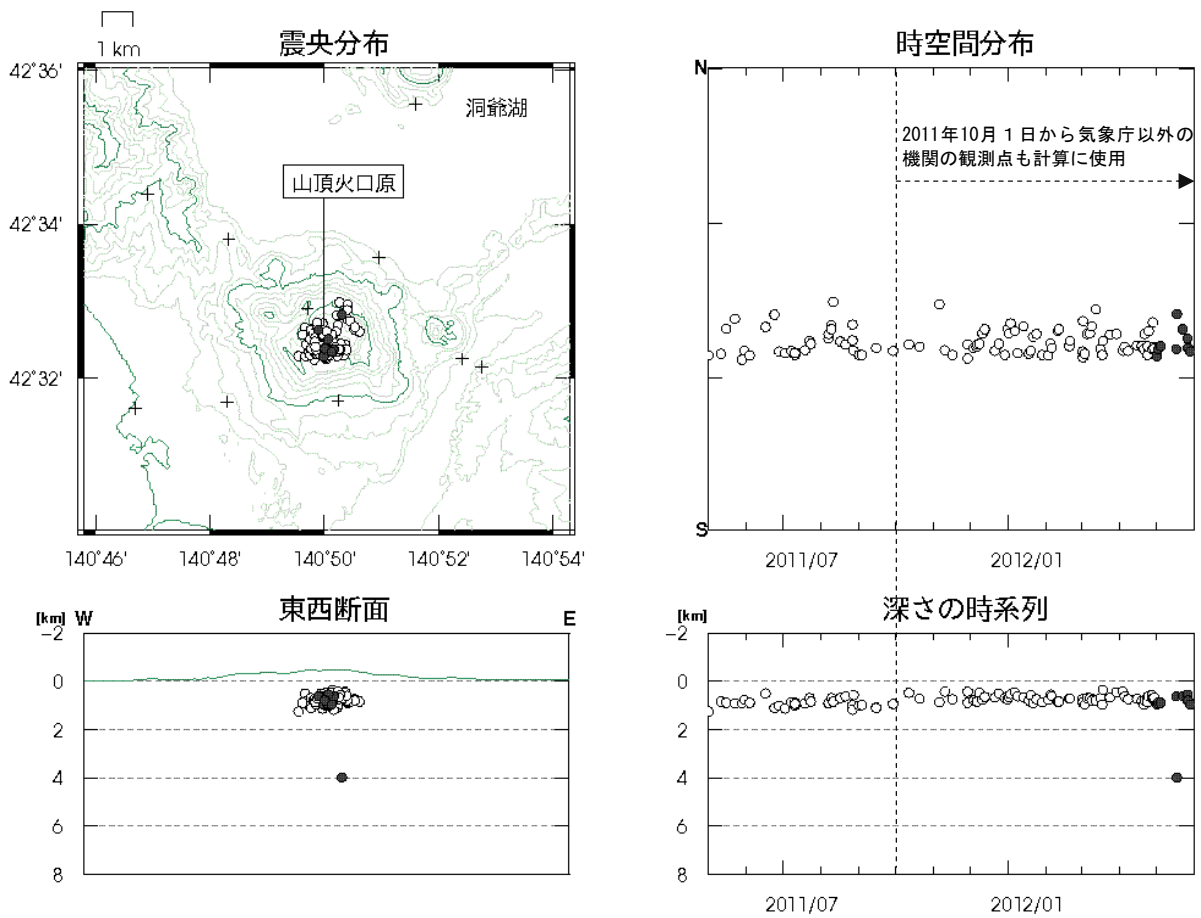 1 km
震央分布
42°36'
42°34'
42°32'
洞爺湖
山頂火口原
140°46' 140°48' 140°50' 140°52' 140°54'
時空間分布
N
2011年10月1日から気象庁以外の
機関の観測点も計算に使用
S
2011/07 2012/01
東西断面
[km] W E
-2
0
2
4
6
8
深さの時系列
[km]
-2
0
2
4
6
8
2011/07 2012/01